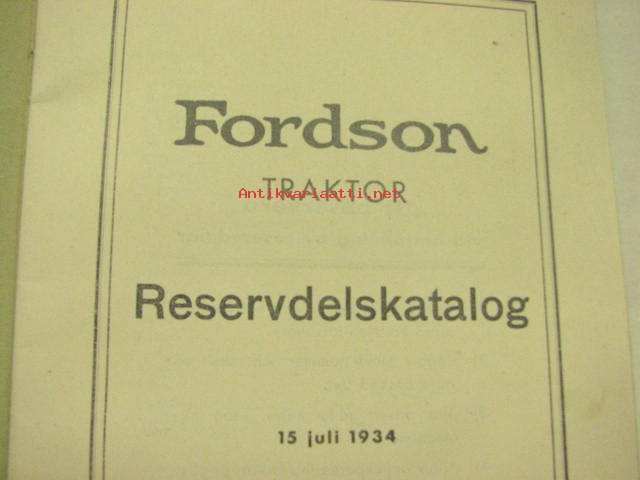 Fordson
TRAKTOR
Antikvariaatti.net
Reservdelskatalog
15 juli 1934